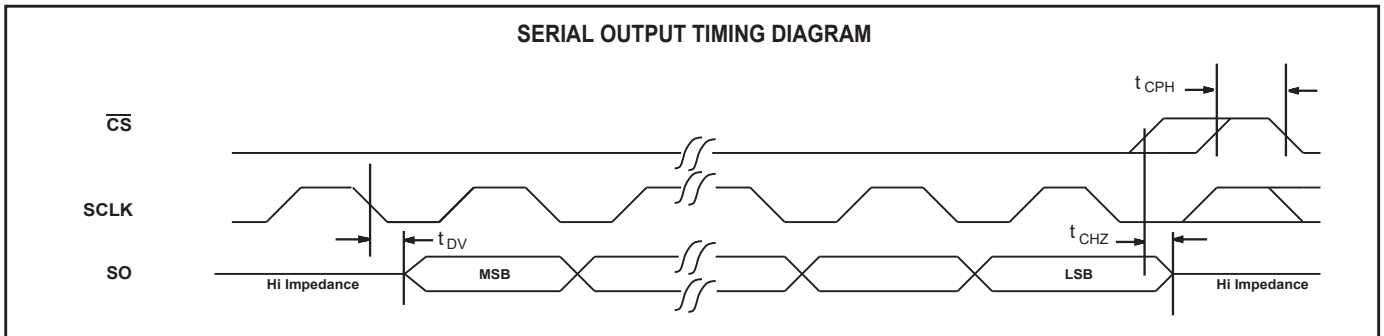 SERIAL OUTPUT TIMING DIAGRAM
t CPH
CS
SCLK
t DV
t CHZ
SO
MSB
LSB
Hi Impedance
Hi Impedance